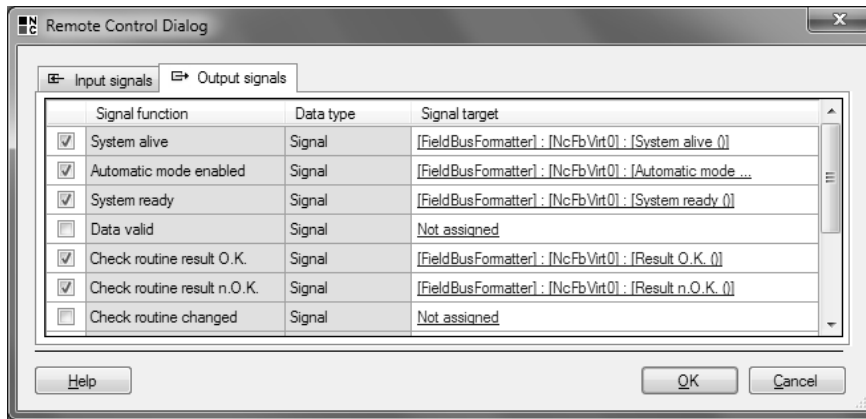 NC Remote Control Dialog
Input signals Output signals
Signal function Data type Signal target
System alive Signal [FieldBusFormatter] : [NcFbVirt0] : [System alive ()]
Automatic mode enabled Signal [FieldBusFormatter] : [NcFbVirt0] : [Automatic mode ...
System ready Signal [FieldBusFormatter] : [NcFbVirt0] : [System ready ()]
Data valid Signal Not assigned
Check routine result O.K. Signal [FieldBusFormatter] : [NcFbVirt0] : [Result O.K. ()]
Check routine result n.O.K. Signal [FieldBusFormatter] : [NcFbVirt0] : [Result n.O.K. ()]
Check routine changed Signal Not assigned
Help OK Cancel